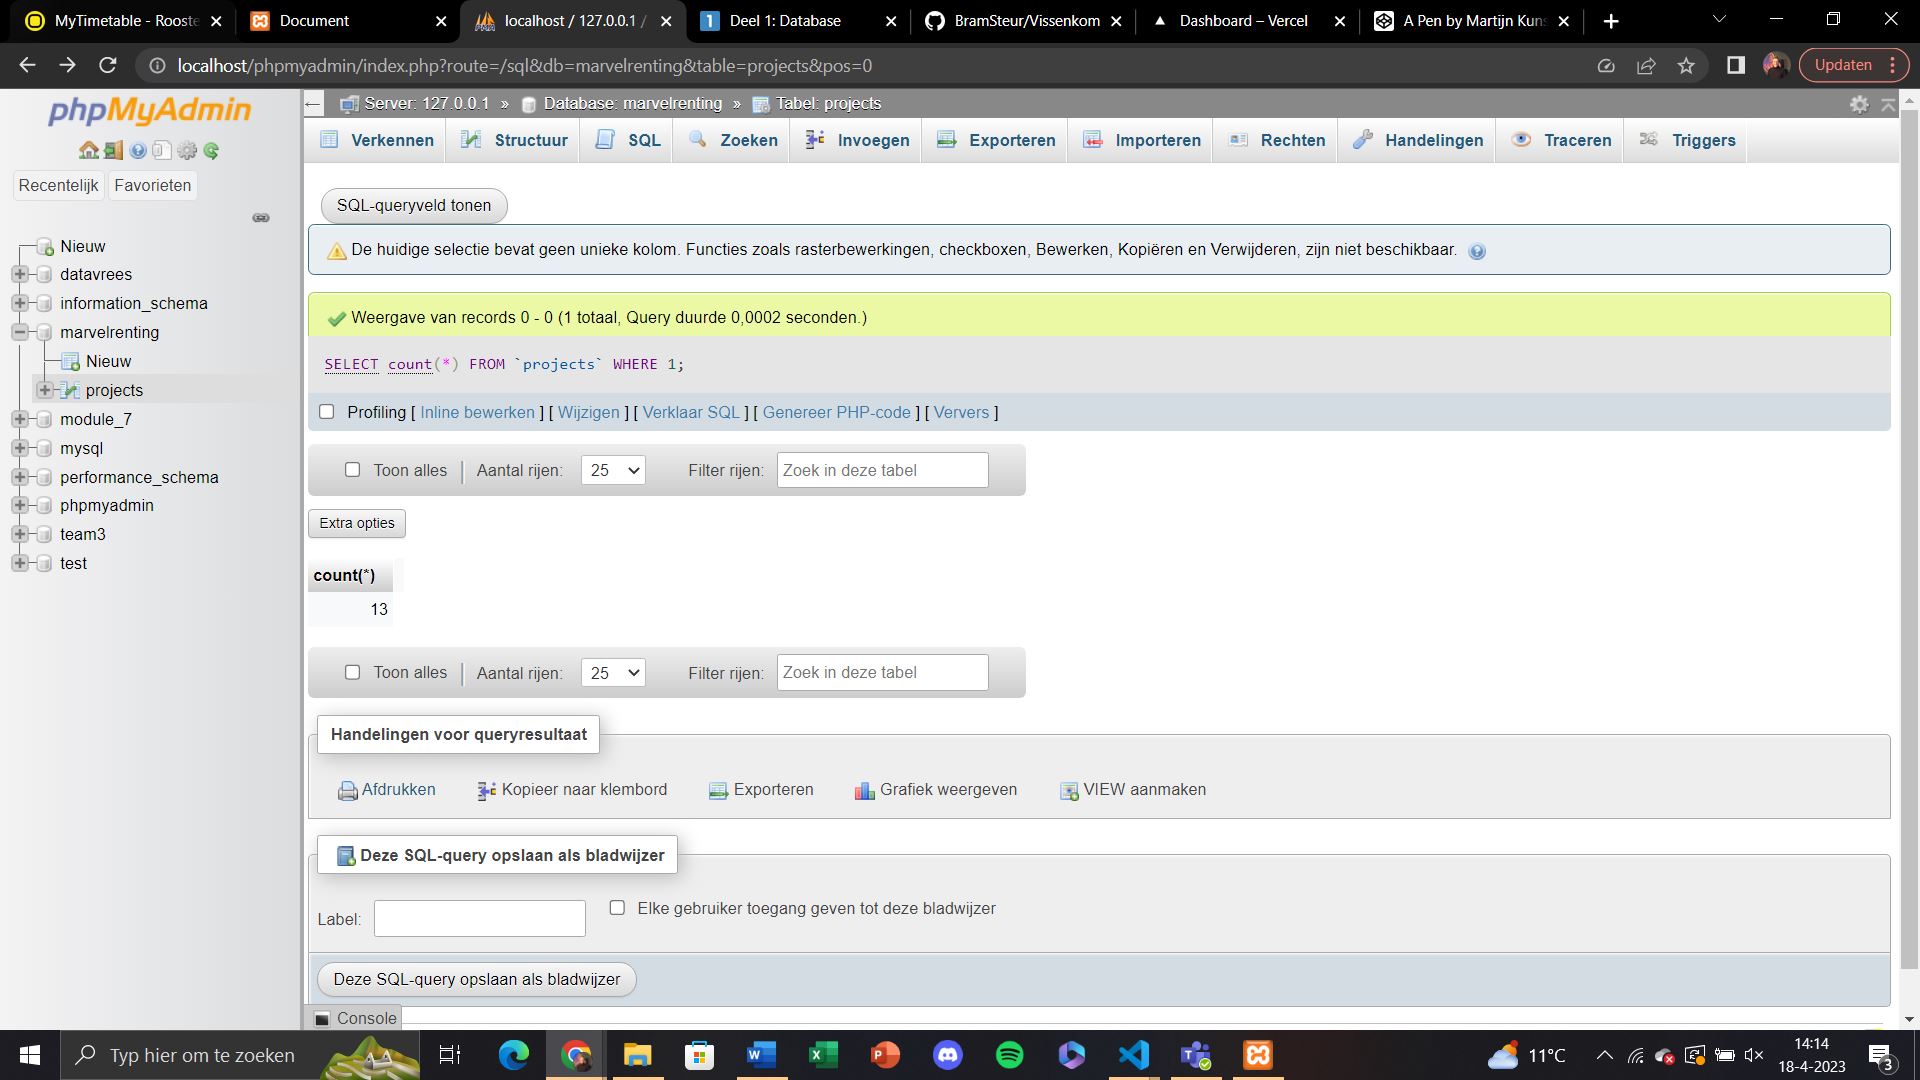 MyTimetable - Rooste
Document
localhost / 127.0.0.1 /
Deel 1: Database
BramSteur/Vissenkom
Dashboard – Vercel
A Pen by Martijn Kuns
localhost/phpmyadmin/index.php?route=/sql&db=marvelrenting&table=projects&pos=0
Updaten
phpMyAdmin
Recentelijk
Favorieten
Nieuw
datavrees
information_schema
marvelrenting
Nieuw
projects
module_7
mysql
performance_schema
phpmyadmin
team3
test
Server: 127.0.0.1 » Database: marvelrenting » Tabel: projects
Verkennen
Structuur
SQL
Zoeken
Invoegen
Exporteren
Importeren
Rechten
Handelingen
Traceren
Triggers
SQL-queryveld tonen
De huidige selectie bevat geen unieke kolom. Functies zoals rasterbewerkingen, checkboxen, Bewerken, Kopiëren en Verwijderen, zijn niet beschikbaar.
Weergave van records 0 - 0 (1 totaal, Query duurde 0,0002 seconden.)
SELECT count(*) FROM `projects` WHERE 1;
Profiling [ Inline bewerken ] [ Wijzigen ] [ Verklaar SQL ] [ Genereer PHP-code ] [ Ververs ]
Toon alles
Aantal rijen:
25
Filter rijen:
Zoek in deze tabel
Extra opties
count(*)
13
Toon alles
Aantal rijen:
25
Filter rijen:
Zoek in deze tabel
Handelingen voor queryresultaat
Afdrukken
Kopieer naar klembord
Exporteren
Grafiek weergeven
VIEW aanmaken
Deze SQL-query opslaan als bladwijzer
Label:
Elke gebruiker toegang geven tot deze bladwijzer
Deze SQL-query opslaan als bladwijzer
Console
Typ hier om te zoeken
11°C
14:14
18-4-2023
3